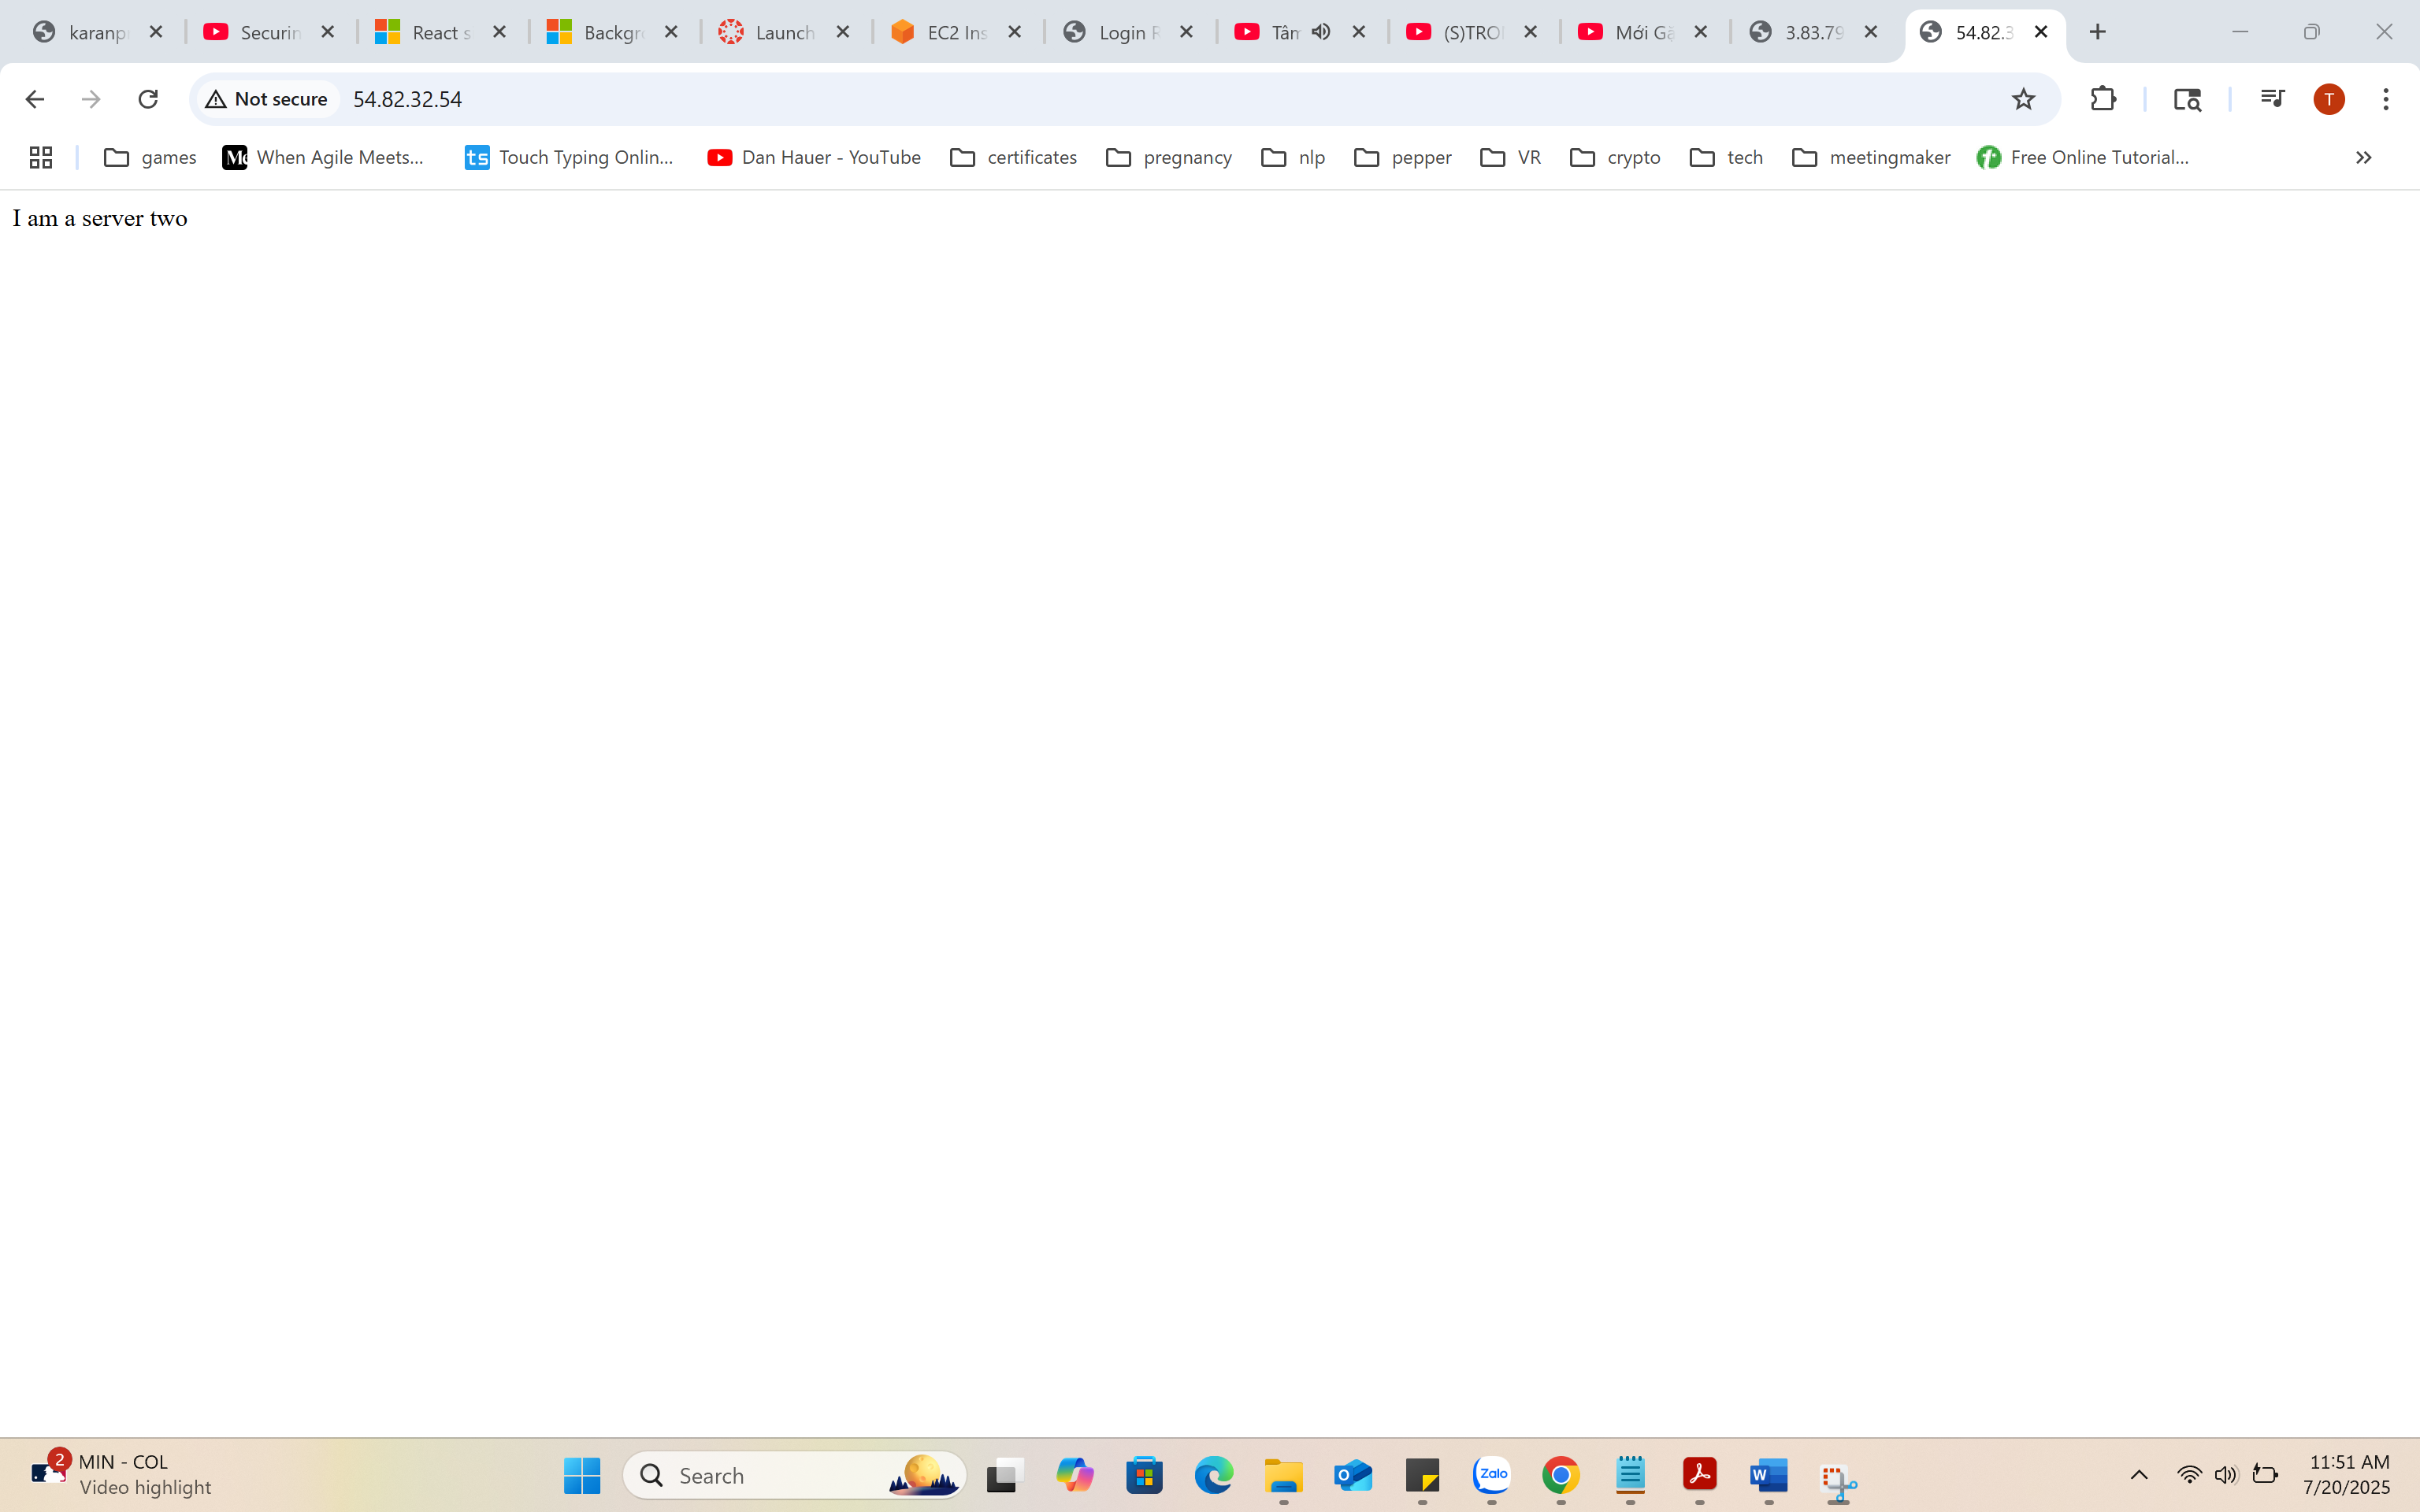 karanp
Securin
React s
Backgr
Launch
EC2 Ins
Login R
Tâm
(S)TRO
Mới Gặ
3.83.79
54.82.3
Not secure
54.82.32.54
T
games
When Agile Meets...
ts
Touch Typing Onlin...
Dan Hauer - YouTube
certificates
pregnancy
nlp
pepper
VR
crypto
tech
meetingmaker
Free Online Tutorial...
I am a server two
2
MIN - COL
Video highlight
Search
Zalo
11:51 AM
7/20/2025